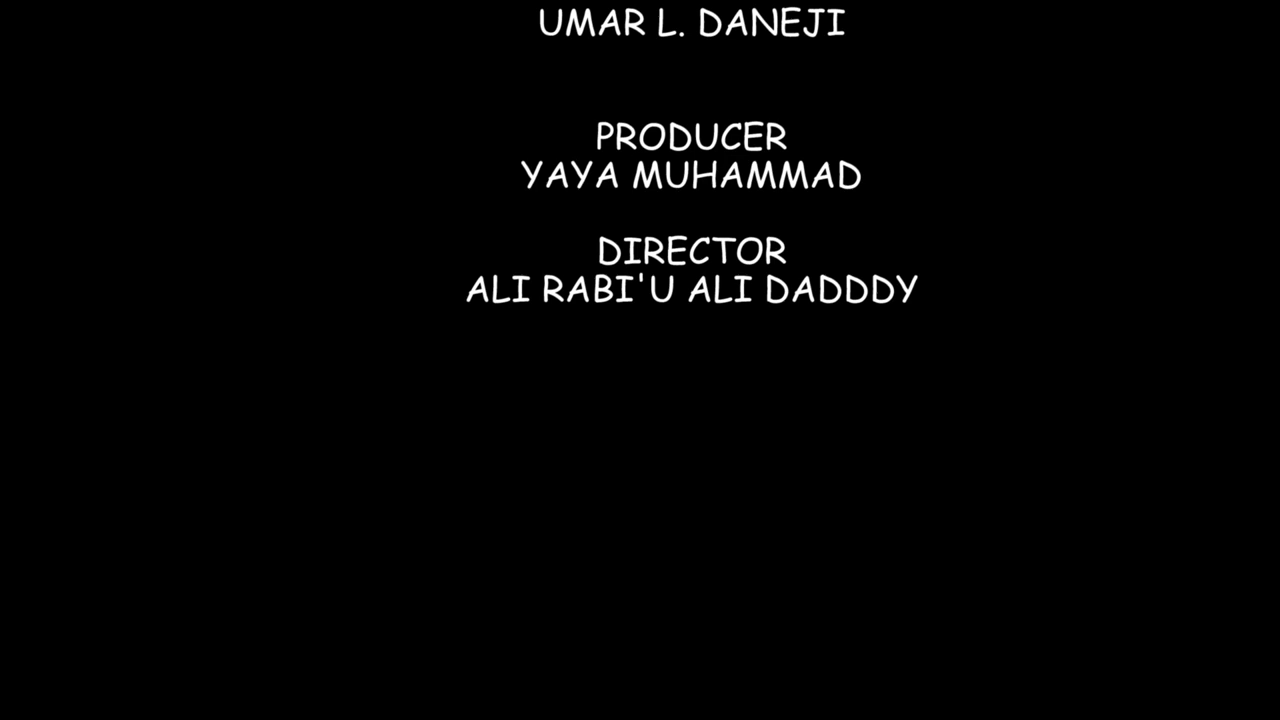 UMAR L. DANEJI
PRODUCER
YAYA MUHAMMAD
DIRECTOR
ALI RABI'U ALI DADDDY